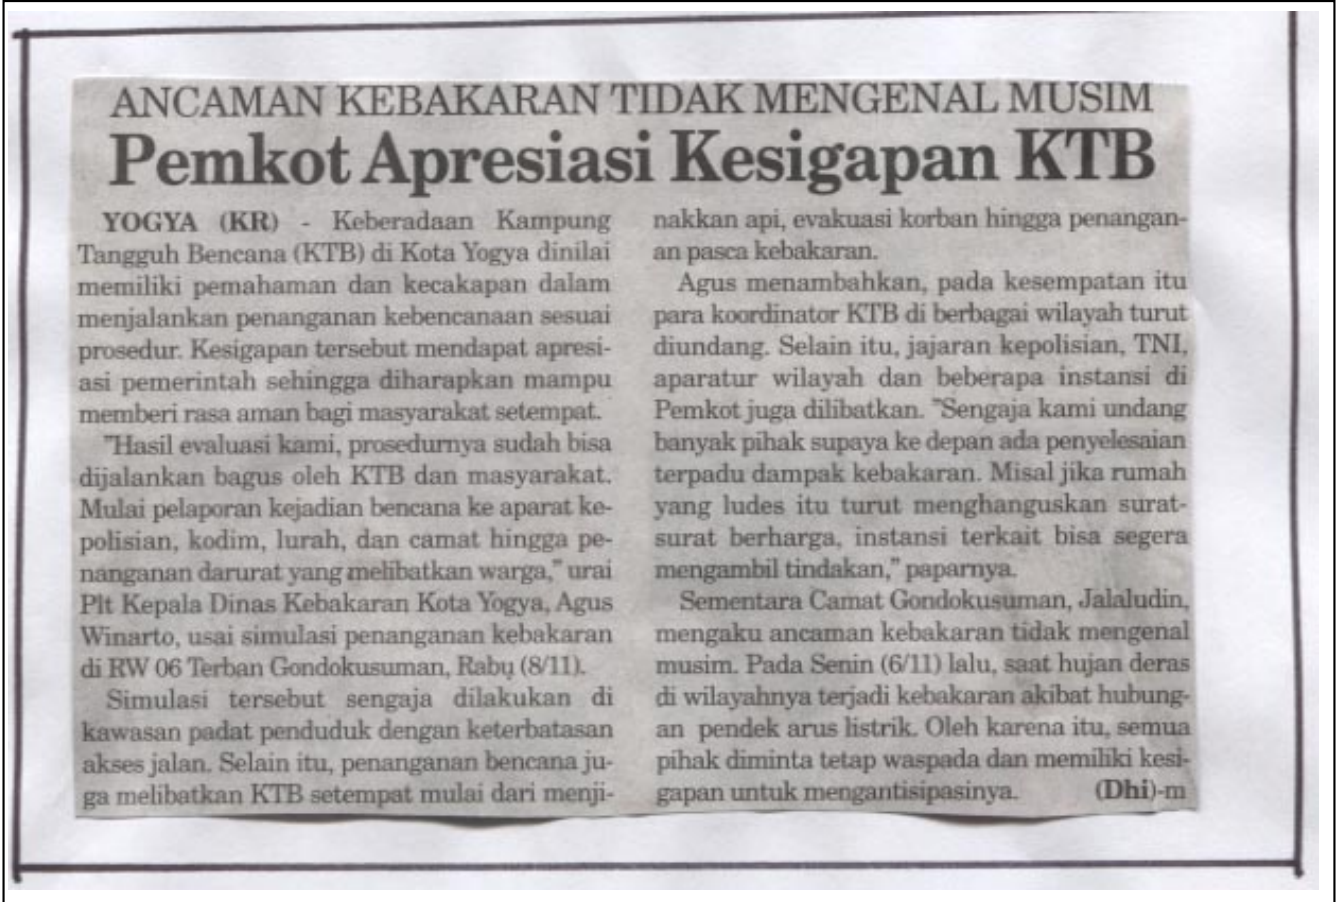 ANCAMAN KEBAKARAN TIDAK MENGENAL MUSIM
Pemkot Apresiasi Kesigapan KTB
YOGYA (KR) - Keberadaan Kampung
Tangguh Bencana (KTB) di Kota Yogya dinilai
memiliki pemahaman dan kecakapan dalam
menjalankan penanganan kebencanaan sesuai
prosedur. Kesigapan tersebut mendapat apresi-
asi pemerintah sehingga diharapkan mampu
memberi rasa aman bagi masyarakat setempat.
"Hasil evaluasi kami, prosedurnya sudah bisa
dijalankan bagus oleh KTB dan masyarakat.
Mulai pelaporan kejadian bencana ke aparat ke-
polisian, kodim, lurah, dan camat hingga pe-
nanganan darurat yang melibatkan warga," urai
Plt Kepala Dinas Kebakaran Kota Yogya, Agus
Winarto, usai simulasi penanganan kebakaran
di RW 06 Terban Gondokusuman, Rabu (8/11).
Simulasi tersebut sengaja dilakukan di
kawasan padat penduduk dengan keterbatasan
akses jalan. Selain itu, penanganan bencana ju-
ga melibatkan KTB setempat mulai dari menji-
nakkan api, evakuasi korban hingga penangan-
an pasca kebakaran.
Agus menambahkan, pada kesempatan itu
para koordinator KTB di berbagai wilayah turut
diundang. Selain itu, jajaran kepolisian, TNI,
aparatur wilayah dan beberapa instansi di
Pemkot juga dilibatkan. "Sengaja kami undang
banyak pihak supaya ke depan ada penyelesaian
terpadu dampak kebakaran. Misal jika rumah
yang ludes itu turut menghanguskan surat-
surat berharga, instansi terkait bisa segera
mengambil tindakan," paparnya.
Sementara Camat Gondokusuman, Jalaludin,
mengaku ancaman kebakaran tidak mengenal
musim. Pada Senin (6/11) lalu, saat hujan deras
di wilayahnya terjadi kebakaran akibat hubung-
an pendek arus listrik. Oleh karena itu, semua
pihak diminta tetap waspada dan memiliki kesi-
gapan untuk mengantisipasinya. (Dhi)-m